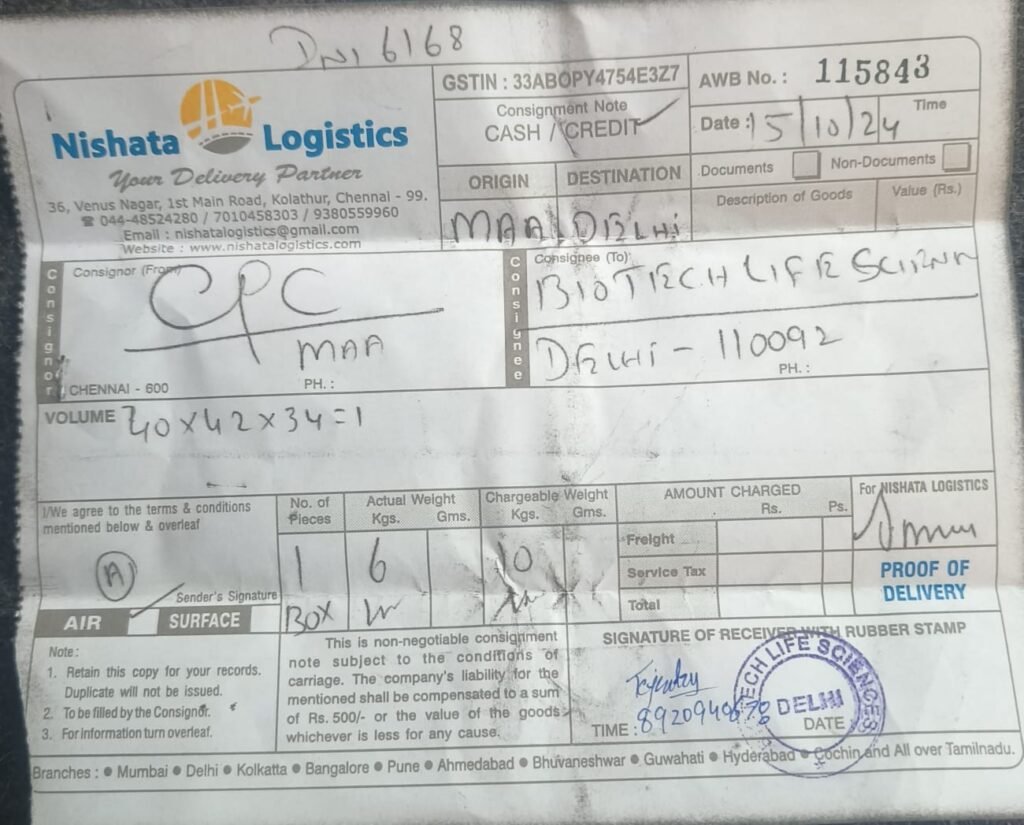 DNI 6168
Nishata Logistics
Your Delivery Partner
36, Venus Nagar, 1st Main Road, Kolathur, Chennai - 99.
☎ 044-48524280 / 7010458303 / 9380559960
Email : nishatalogistics@gmail.com
Website : www.nishatalogistics.com
GSTIN : 33ABOPY4754E3Z7
Consignment Note
CASH / CREDIT
ORIGIN DESTINATION
MAA DELHI
AWB No. : 115843
Date : 15/10/24 Time
Documents Non-Documents
Description of Goods Value (Rs.)
Consignor
Consignor (From)
CPC
MAA
CHENNAI - 600 PH. :
Consignee
Consignee (To):
BIOTECH LIFE
DELHI - 110092
PH. :
VOLUME 40x42x34=1
I/We agree to the terms & conditions
mentioned below & overleaf
A
Sender's Signature
AIR SURFACE
No. of Pieces
1
BOX
Actual Weight
Kgs. Gms.
6
Chargeable Weight
Kgs. Gms.
10
AMOUNT CHARGED
Rs. Ps.
Freight
Service Tax
Total
For NISHATA LOGISTICS
PROOF OF
DELIVERY
Note :
1. Retain this copy for your records.
Duplicate will not be issued.
2. To be filled by the Consignor.
3. For information turn overleaf.
This is non-negotiable consignment
note subject to the conditions of
carriage. The company's liability for the
mentioned shall be compensated to a sum
of Rs. 500/- or the value of the goods
whichever is less for any cause.
SIGNATURE OF RECEIVER WITH RUBBER STAMP
TECH LIFE SCIENCES
DELHI
TIME : DATE
Branches : ● Mumbai ● Delhi ● Kolkatta ● Bangalore ● Pune ● Ahmedabad ● Bhuvaneshwar ● Guwahati ● Hyderabad ● Cochin and All over Tamilnadu.